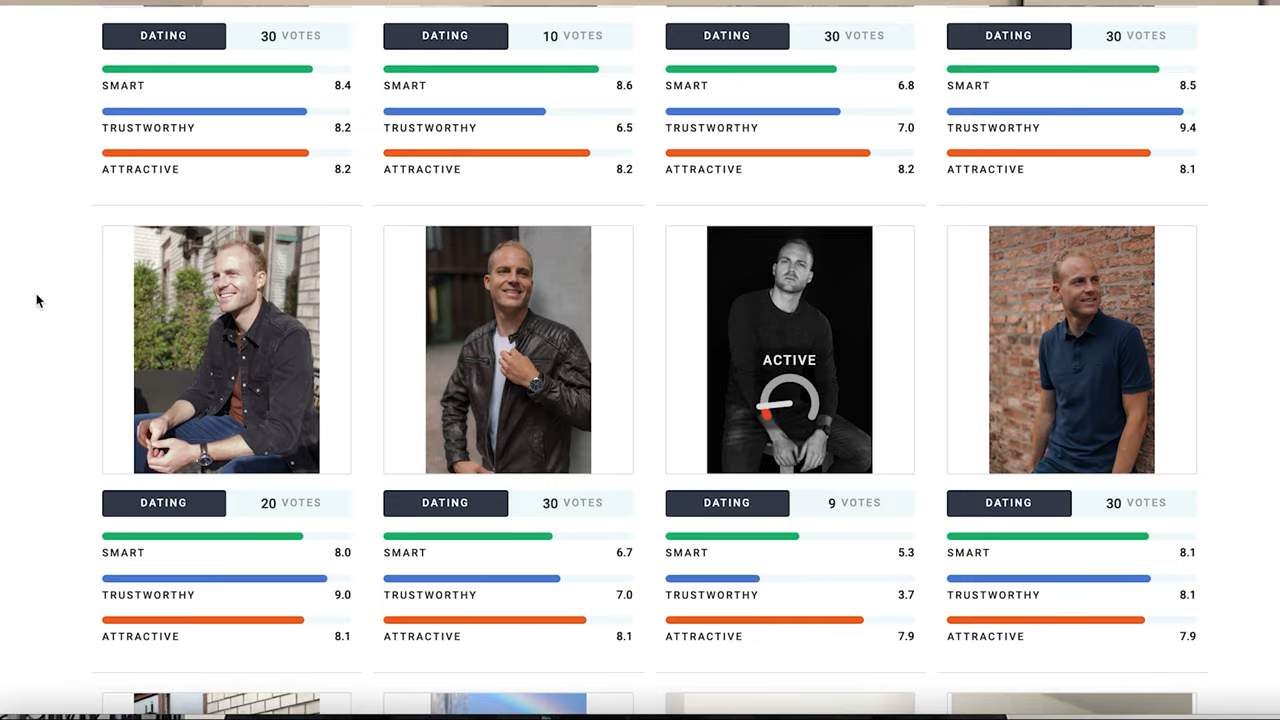 DATING 30 VOTES DATING 10 VOTES DATING 30 VOTES DATING 30 VOTES
SMART 8.4 SMART 8.6 SMART 6.8 SMART 8.5
TRUSTWORTHY 8.2 TRUSTWORTHY 6.5 TRUSTWORTHY 7.0 TRUSTWORTHY 9.4
ATTRACTIVE 8.2 ATTRACTIVE 8.2 ATTRACTIVE 8.2 ATTRACTIVE 8.1
ACTIVE
DATING 20 VOTES DATING 30 VOTES DATING 9 VOTES DATING 30 VOTES
SMART 8.0 SMART 6.7 SMART 5.3 SMART 8.1
TRUSTWORTHY 9.0 TRUSTWORTHY 7.0 TRUSTWORTHY 3.7 TRUSTWORTHY 8.1
ATTRACTIVE 8.1 ATTRACTIVE 8.1 ATTRACTIVE 7.9 ATTRACTIVE 7.9